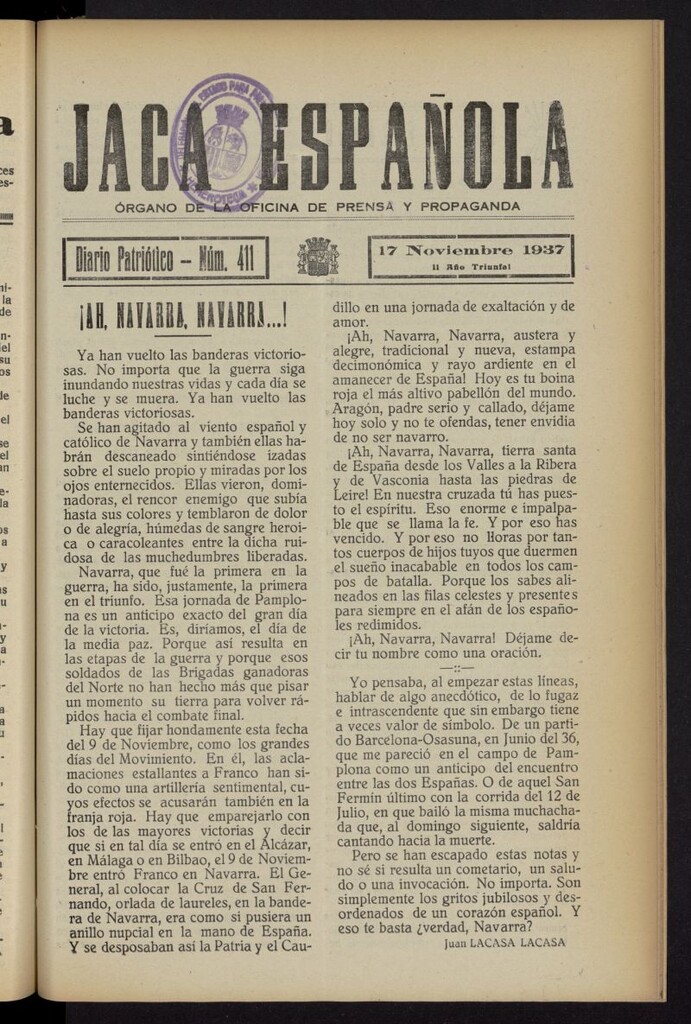 JACA ESPAÑOLA
ÓRGANO DE LA OFICINA DE PRENSA Y PROPAGANDA
Diario Patriótico -- Núm. 411
17 Noviembre 1937
II Año Triunfal
¡AH, NAVARRA, NAVARRA...!
Ya han vuelto las banderas victorio-
sas. No importa que la guerra siga
inundando nuestras vidas y cada día se
luche y se muera. Ya han vuelto las
banderas victoriosas.
Se han agitado al viento español y
católico de Navarra y también ellas ha-
brán descaneado sintiéndose izadas
sobre el suelo propio y miradas por los
ojos enternecidos. Ellas vieron, domi-
nadoras, el rencor enemigo que subía
hasta sus colores y temblaron de dolor
o de alegría, húmedas de sangre heroi-
ca o caracoleantes entre la dicha rui-
dosa de las muchedumbres liberadas.
Navarra, que fué la primera en la
guerra, ha sido, justamente, la primera
en el triunfo. Esa jornada de Pamplo-
na es un anticipo exacto del gran día
de la victoria. Es, diríamos, el día de
la media paz. Porque así resulta en
las etapas de la guerra y porque esos
soldados de las Brigadas ganadoras
del Norte no han hecho más que pisar
un momento su tierra para volver rá-
pidos hacia el combate final.
Hay que fijar hondamente esta fecha
del 9 de Noviembre, como los grandes
días del Movimiento. En él, las acla-
maciones estallantes a Franco han si-
do como una artillería sentimental, cu-
yos efectos se acusarán también en la
franja roja. Hay que emparejarlo con
los de las mayores victorias y decir
que si en tal día se entró en el Alcázar,
en Málaga o en Bilbao, el 9 de Noviem-
bre entró Franco en Navarra. El Ge-
neral, al colocar la Cruz de San Fer-
nando, orlada de laureles, en la bande-
ra de Navarra, era como si pusiera un
anillo nupcial en la mano de España.
Y se desposaban así la Patria y el Cau-
dillo en una jornada de exaltación y de
amor.
¡Ah, Navarra, Navarra, austera y
alegre, tradicional y nueva, estampa
decimonómica y rayo ardiente en el
amanecer de España! Hoy es tu boina
roja el más altivo pabellón del mundo.
Aragón, padre serio y callado, déjame
hoy solo y no te ofendas, tener envidia
de no ser navarro.
¡Ah, Navarra, Navarra, tierra santa
de España desde los Valles a la Ribera
y de Vasconia hasta las piedras de
Leire! En nuestra cruzada tú has pues-
to el espíritu. Eso enorme e impalpa-
ble que se llama la fe. Y por eso has
vencido. Y por eso no lloras por tan-
tos cuerpos de hijos tuyos que duermen
el sueño inacabable en todos los cam-
pos de batalla. Porque los sabes ali-
neados en las filas celestes y presentes
para siempre en el afán de los españo-
les redimidos.
¡Ah, Navarra, Navarra! Déjame de-
cir tu nombre como una oración.
—::—
Yo pensaba, al empezar estas líneas,
hablar de algo anecdótico, de lo fugaz
e intrascendente que sin embargo tiene
a veces valor de símbolo. De un parti-
do Barcelona-Osasuna, en Junio del 36,
que me pareció en el campo de Pam-
plona como un anticipo del encuentro
entre las dos Españas. O de aquel San
Fermín último con la corrida del 12 de
Julio, en que bailó la misma muchacha-
da que, al domingo siguiente, saldría
cantando hacia la muerte.
Pero se han escapado estas notas y
no sé si resulta un cometario, un salu-
do o una invocación. No importa. Son
simplemente los gritos jubilosos y des-
ordenados de un corazón español. Y
eso te basta ¿verdad, Navarra?
Juan LACASA LACASA